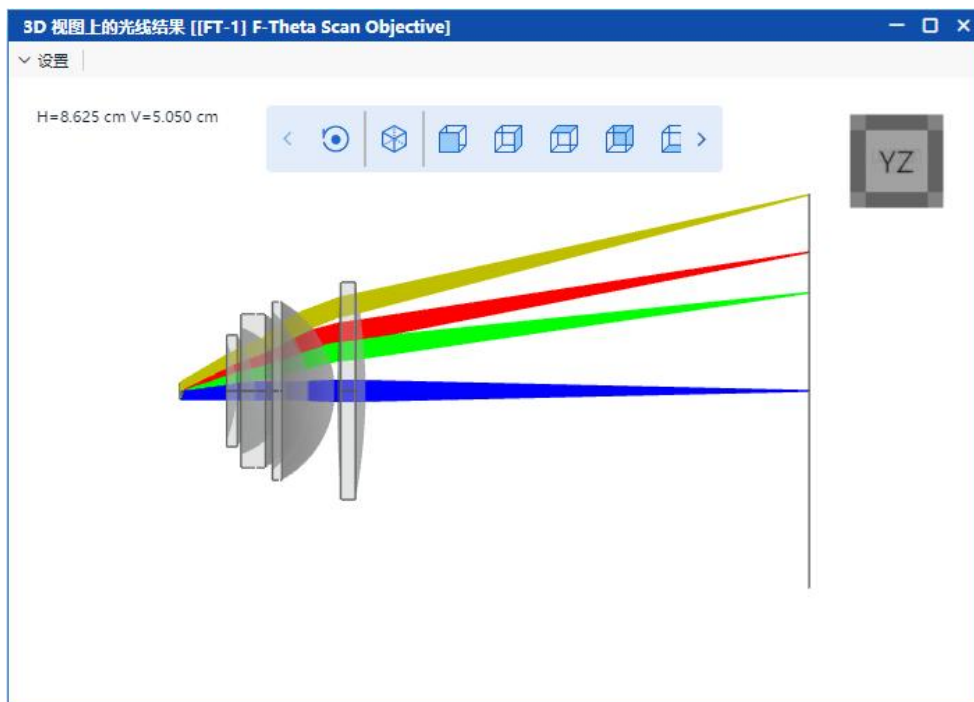 3D 视图上的光线结果 [[FT-1] F-Theta Scan Objective]
设置
H=8.625 cm V=5.050 cm
YZ